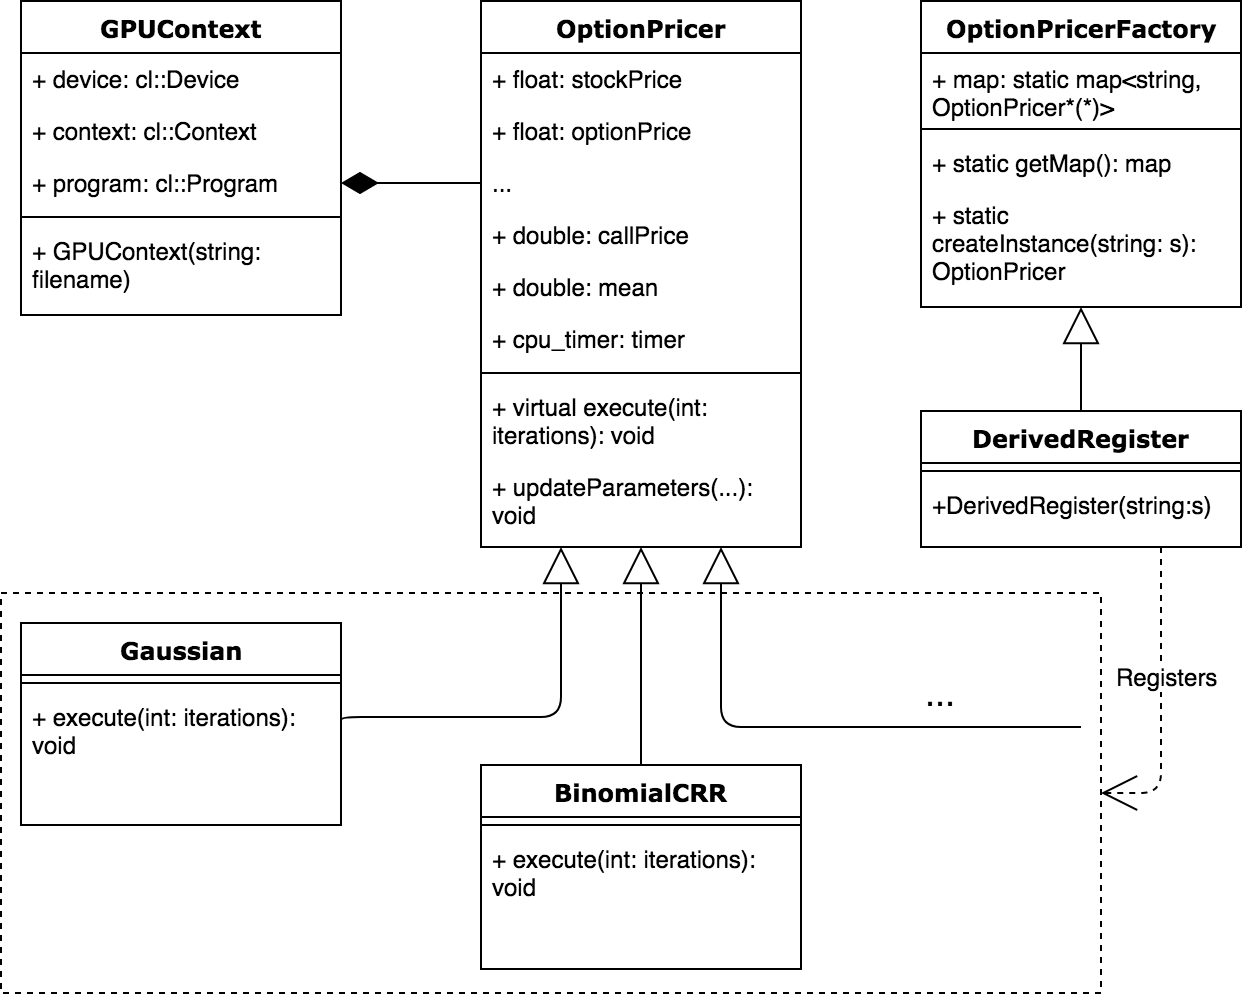 GPUContext
+ device: cl::Device
+ context: cl::Context
+ program: cl::Program
+ GPUContext(string:
filename)
OptionPricer
+ float: stockPrice
+ float: optionPrice
...
+ double: callPrice
+ double: mean
+ cpu_timer: timer
+ virtual execute(int:
iterations): void
+ updateParameters(...):
void
OptionPricerFactory
+ map: static map<string,
OptionPricer*(*)>
+ static getMap(): map
+ static
createInstance(string: s):
OptionPricer
DerivedRegister
+DerivedRegister(string:s)
Registers
Gaussian
+ execute(int: iterations):
void
...
BinomialCRR
+ execute(int: iterations):
void